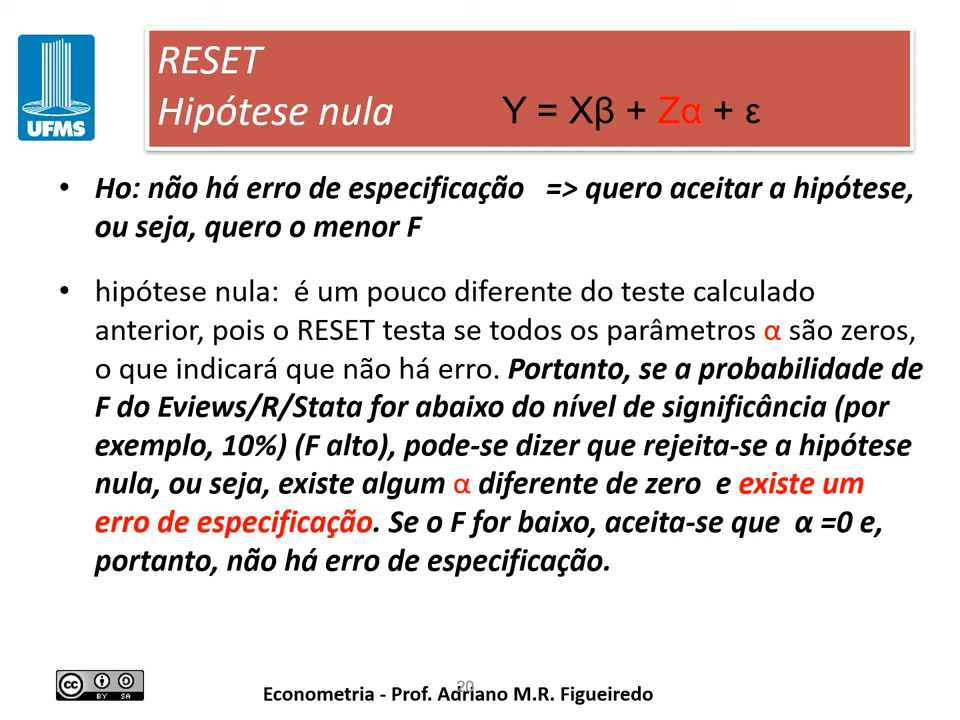 UFMS
RESET
Hipótese nula Y = Xβ + Zα + ε
• Ho: não há erro de especificação => quero aceitar a hipótese,
ou seja, quero o menor F
• hipótese nula: é um pouco diferente do teste calculado
anterior, pois o RESET testa se todos os parâmetros α são zeros,
o que indicará que não há erro. Portanto, se a probabilidade de
F do Eviews/R/Stata for abaixo do nível de significância (por
exemplo, 10%) (F alto), pode-se dizer que rejeita-se a hipótese
nula, ou seja, existe algum α diferente de zero e existe um
erro de especificação. Se o F for baixo, aceita-se que α =0 e,
portanto, não há erro de especificação.
cc BY SA
20
Econometria - Prof. Adriano M.R. Figueiredo